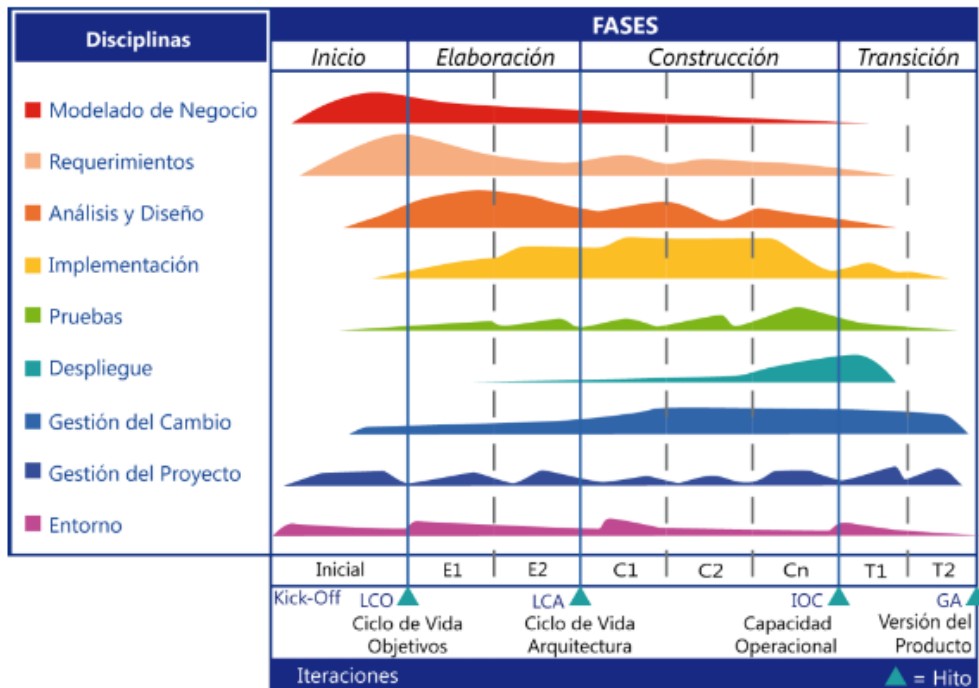 Disciplinas
FASES
Inicio Elaboración Construcción Transición
Modelado de Negocio
Requerimientos
Análisis y Diseño
Implementación
Pruebas
Despliegue
Gestión del Cambio
Gestión del Proyecto
Entorno
Inicial E1 E2 C1 C2 Cn T1 T2
Kick-Off LCO LCA IOC GA
Ciclo de Vida Ciclo de Vida Capacidad Versión del
Objetivos Arquitectura Operacional Producto
Iteraciones = Hito